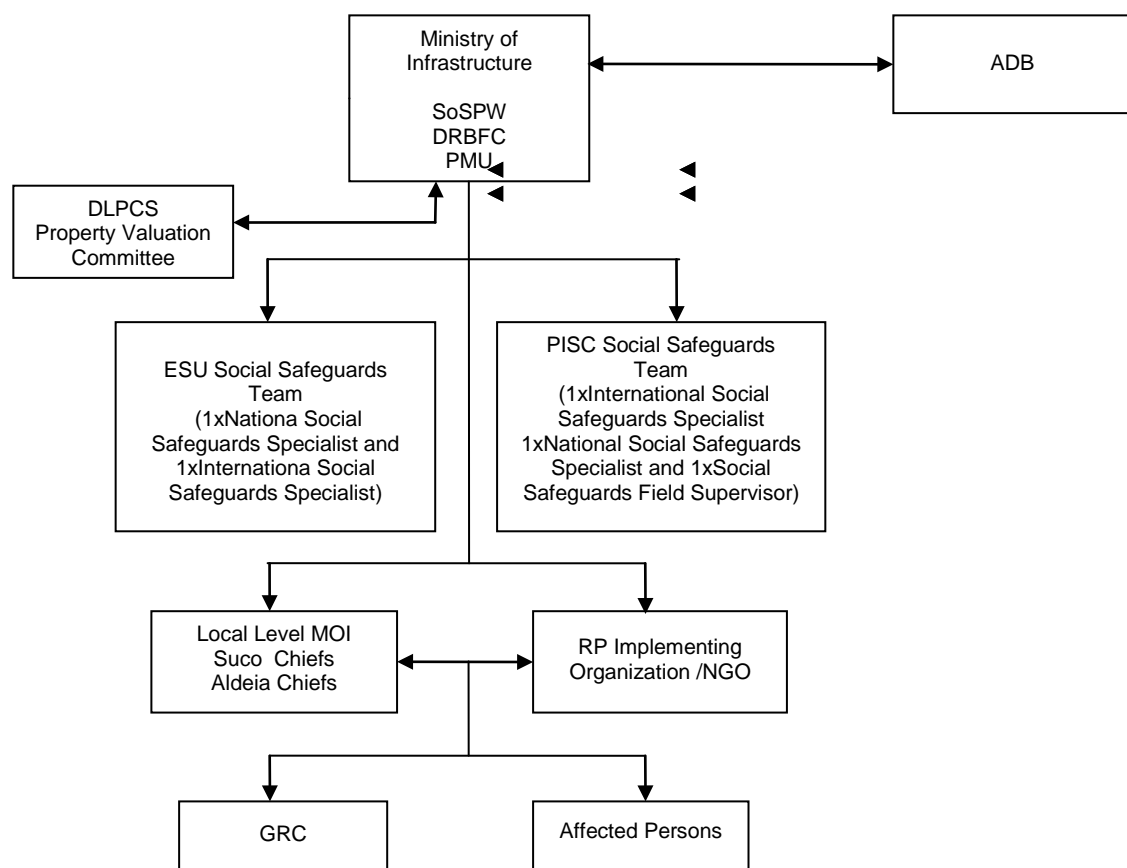 Ministry of
Infrastructure
SoSPW
DRBFC
PMU
ADB
DLPCS
Property Valuation
Committee
ESU Social Safeguards
Team
(1xNationa Social
Safeguards Specialist and
1xInternationa Social
Safeguards Specialist)
PISC Social Safeguards
Team
(1xInternational Social
Safeguards Specialist
1xNational Social Safeguards
Specialist and 1xSocial
Safeguards Field Supervisor)
Local Level MOI
Suco Chiefs
Aldeia Chiefs
RP Implementing
Organization /NGO
GRC
Affected Persons